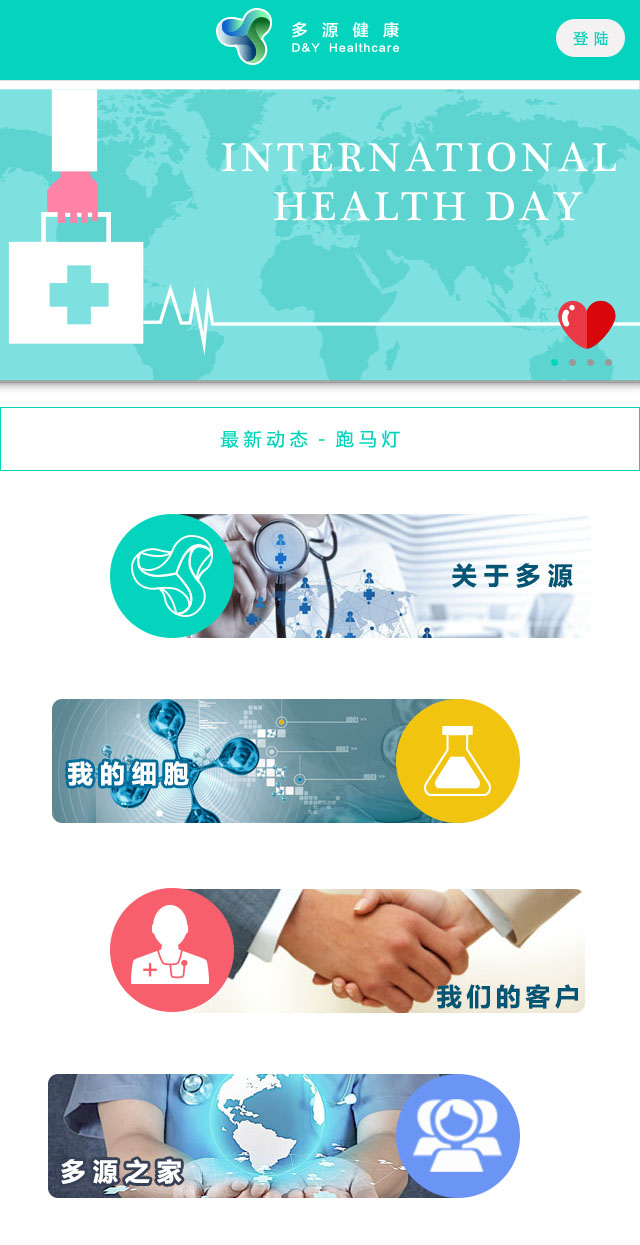 多源健康
D&Y Healthcare
登陆
INTERNATIONAL
HEALTH DAY
最新动态 - 跑马灯
关于多源
我的细胞
我们的客户
多源之家